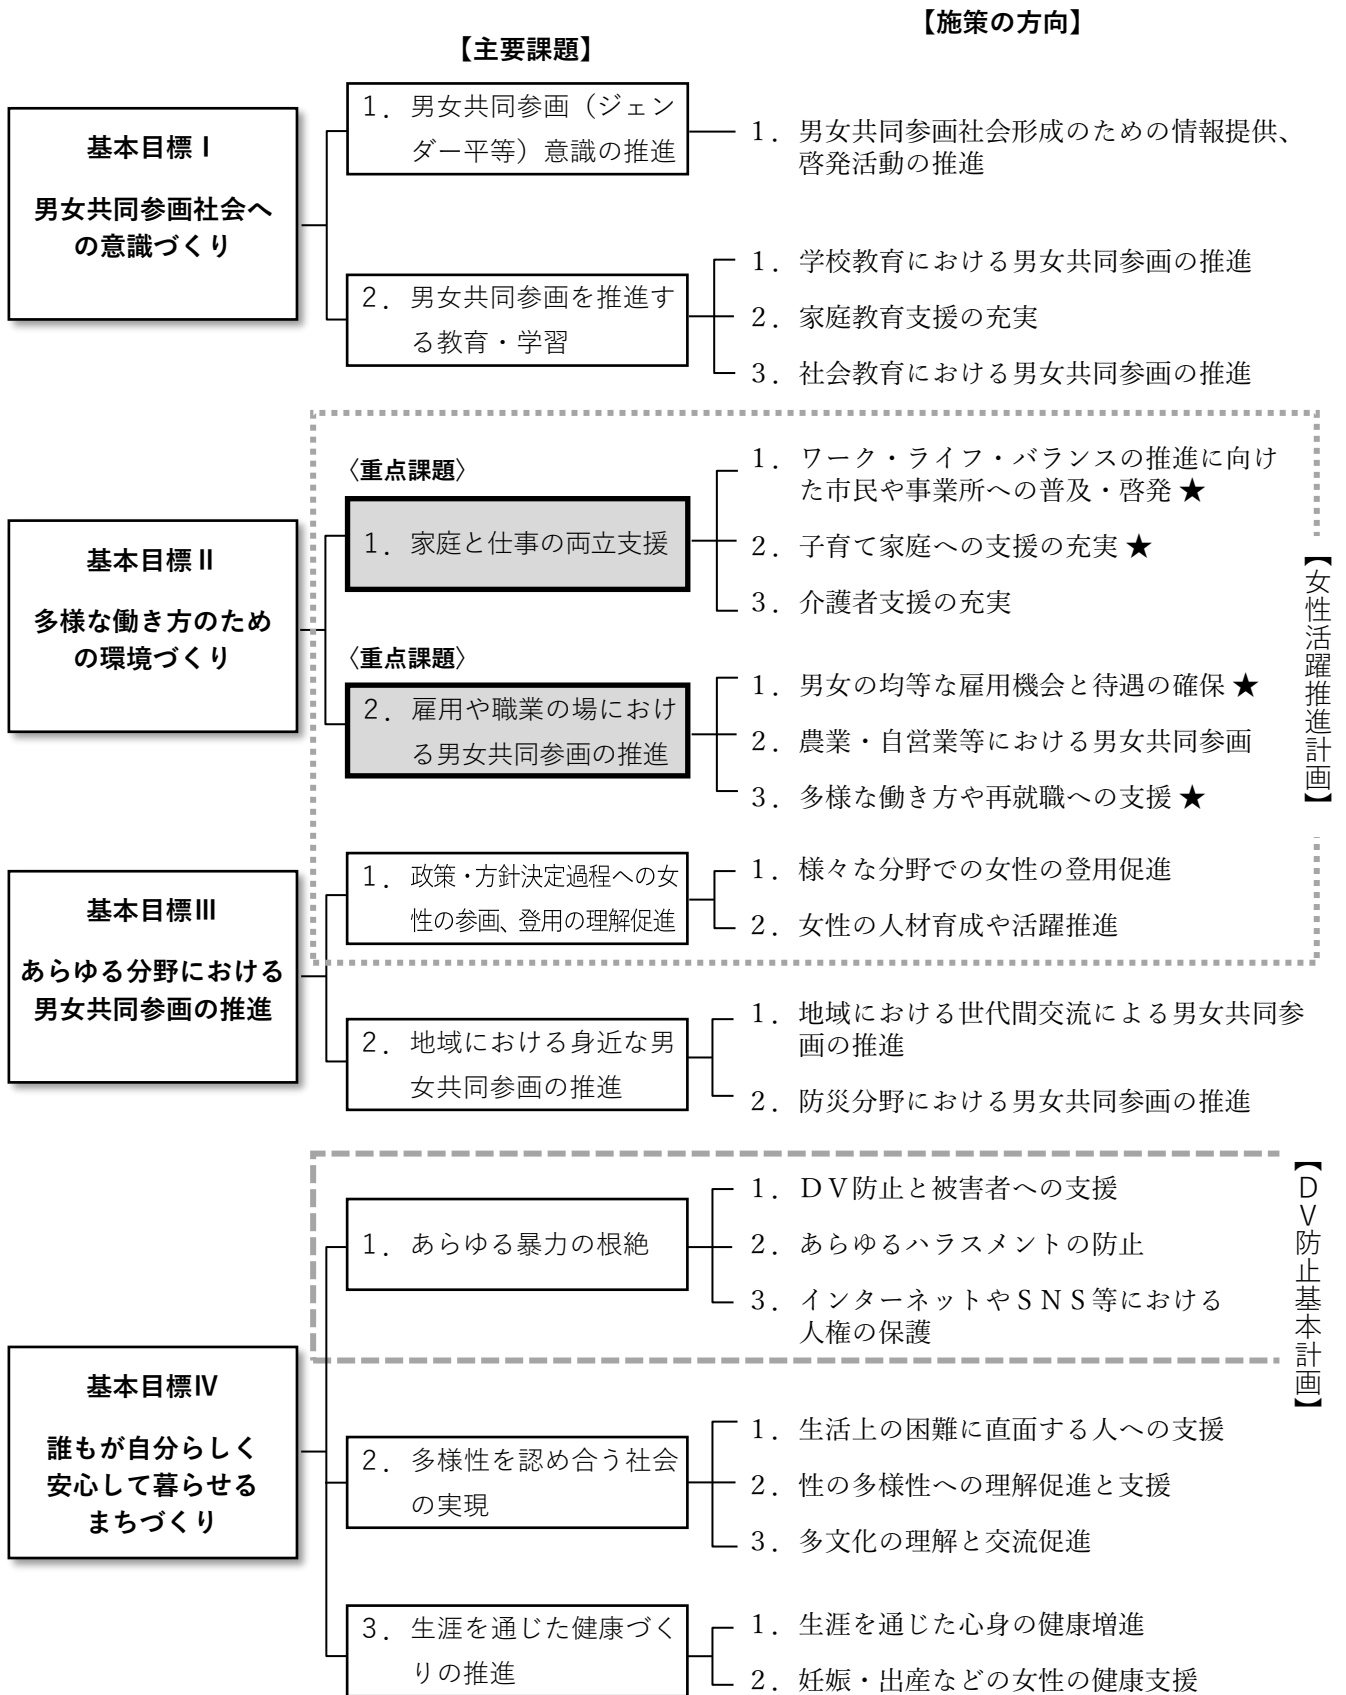 【施策の方向】
【主要課題】
基本目標Ⅰ
男女共同参画社会へ
の意識づくり
1．男女共同参画（ジェン
ダー平等）意識の推進
1．男女共同参画社会形成のための情報提供、
啓発活動の推進
2．男女共同参画を推進す
る教育・学習
1．学校教育における男女共同参画の推進
2．家庭教育支援の充実
3．社会教育における男女共同参画の推進
【女性活躍推進計画】
基本目標Ⅱ
多様な働き方のため
の環境づくり
〈重点課題〉
1．家庭と仕事の両立支援
1．ワーク・ライフ・バランスの推進に向け
た市民や事業所への普及・啓発 ★
2．子育て家庭への支援の充実 ★
3．介護者支援の充実
〈重点課題〉
2．雇用や職業の場におけ
る男女共同参画の推進
1．男女の均等な雇用機会と待遇の確保 ★
2．農業・自営業等における男女共同参画
3．多様な働き方や再就職への支援 ★
基本目標Ⅲ
あらゆる分野における
男女共同参画の推進
1．政策・方針決定過程への女
性の参画、登用の理解促進
1．様々な分野での女性の登用促進
2．女性の人材育成や活躍推進
2．地域における身近な男
女共同参画の推進
1．地域における世代間交流による男女共同参
画の推進
2．防災分野における男女共同参画の推進
【DV防止基本計画】
基本目標Ⅳ
誰もが自分らしく
安心して暮らせる
まちづくり
1．あらゆる暴力の根絶
1．ＤＶ防止と被害者への支援
2．あらゆるハラスメントの防止
3．インターネットやＳＮＳ等における
人権の保護
2．多様性を認め合う社会
の実現
1．生活上の困難に直面する人への支援
2．性の多様性への理解促進と支援
3．多文化の理解と交流促進
3．生涯を通じた健康づく
りの推進
1．生涯を通じた心身の健康増進
2．妊娠・出産などの女性の健康支援